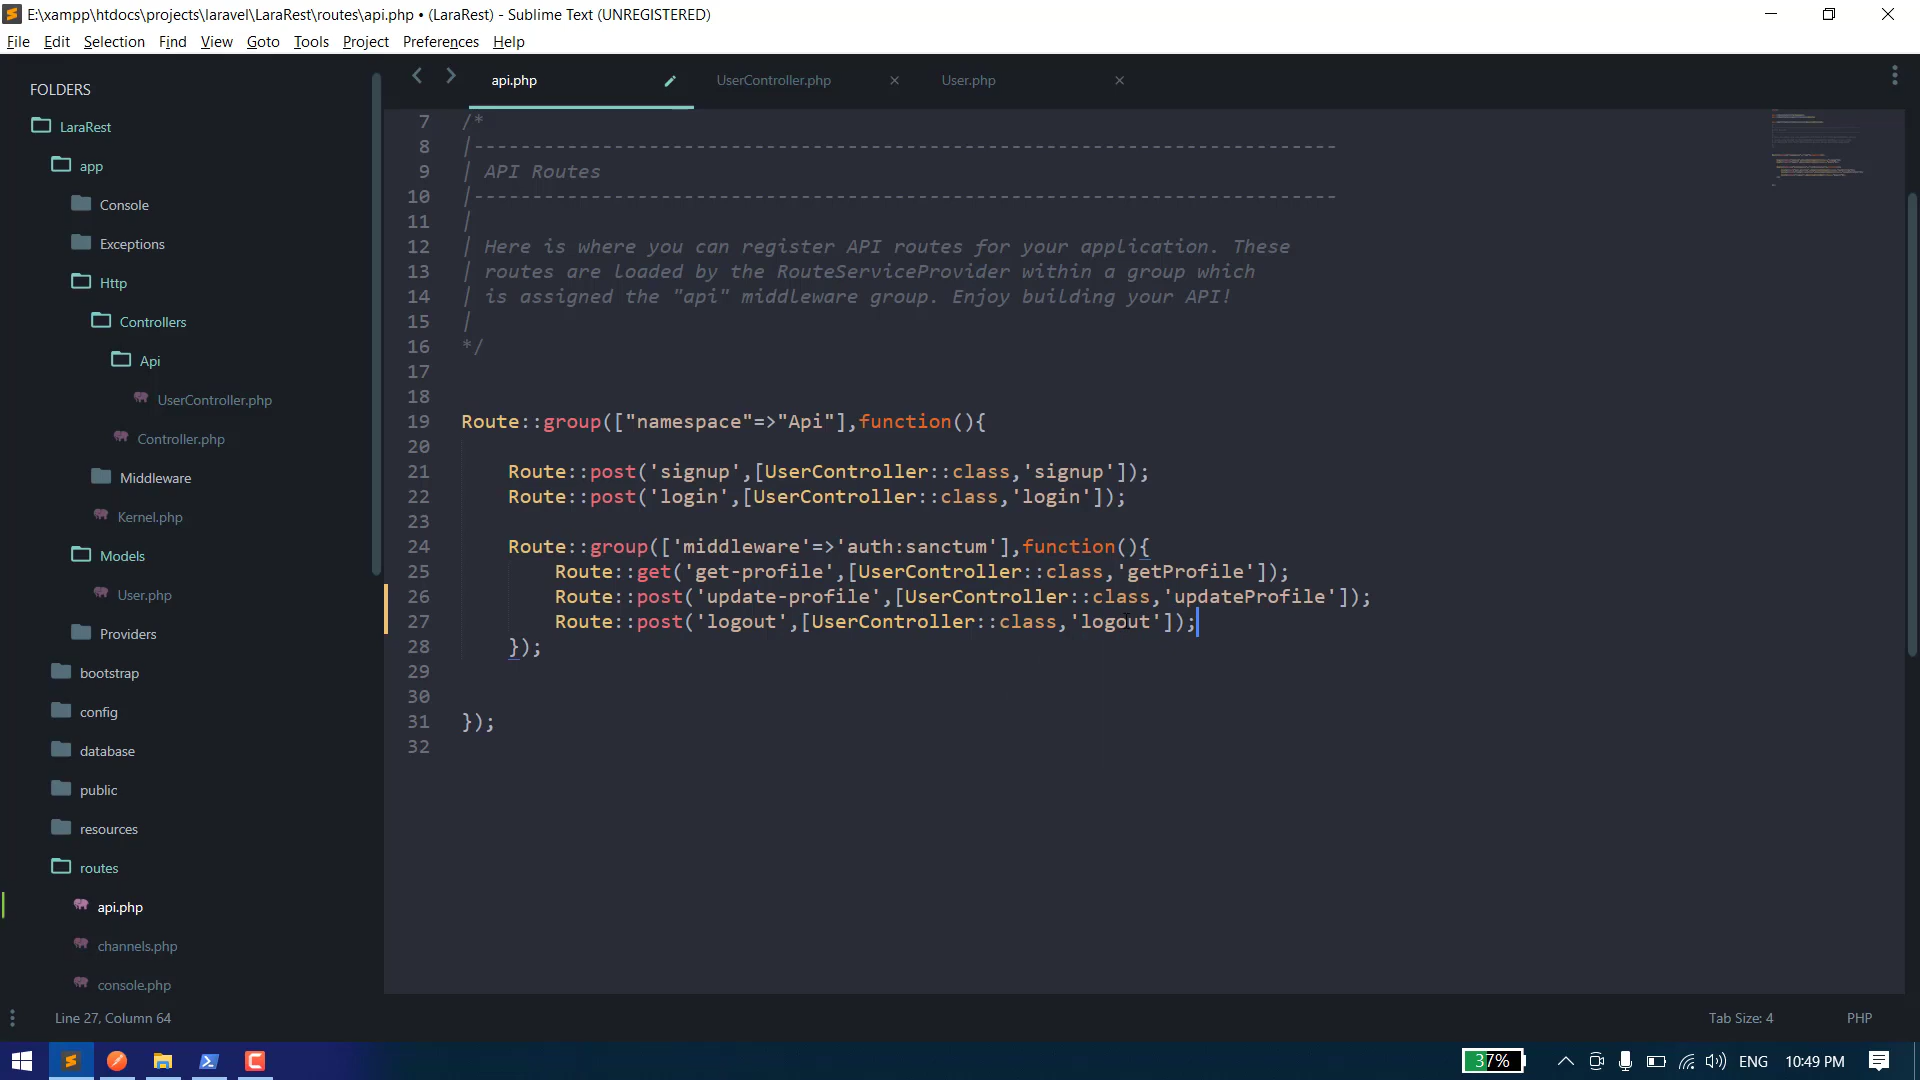 E:\xampp\htdocs\projects\laravel\LaraRest\routes\api.php • (LaraRest) - Sublime Text (UNREGISTERED)
File Edit Selection Find View Goto Tools Project Preferences Help
FOLDERS
LaraRest
app
Console
Exceptions
Http
Controllers
Api
UserController.php
Controller.php
Middleware
Kernel.php
Models
User.php
Providers
bootstrap
config
database
public
resources
routes
api.php
channels.php
console.php
api.php UserController.php User.php
7 /*
8 |--------------------------------------------------------------------------
9 | API Routes
10 |--------------------------------------------------------------------------
11 |
12 | Here is where you can register API routes for your application. These
13 | routes are loaded by the RouteServiceProvider within a group which
14 | is assigned the "api" middleware group. Enjoy building your API!
15 |
16 */
17
18
19 Route::group(["namespace"=>"Api"],function(){
20
21 Route::post('signup',[UserController::class,'signup']);
22 Route::post('login',[UserController::class,'login']);
23
24 Route::group(['middleware'=>'auth:sanctum'],function(){
25 Route::get('get-profile',[UserController::class,'getProfile']);
26 Route::post('update-profile',[UserController::class,'updateProfile']);
27 Route::post('logout',[UserController::class,'logout']);
28 });
29
30
31 });
32
Line 27, Column 64 Tab Size: 4 PHP
37% ENG 10:49 PM